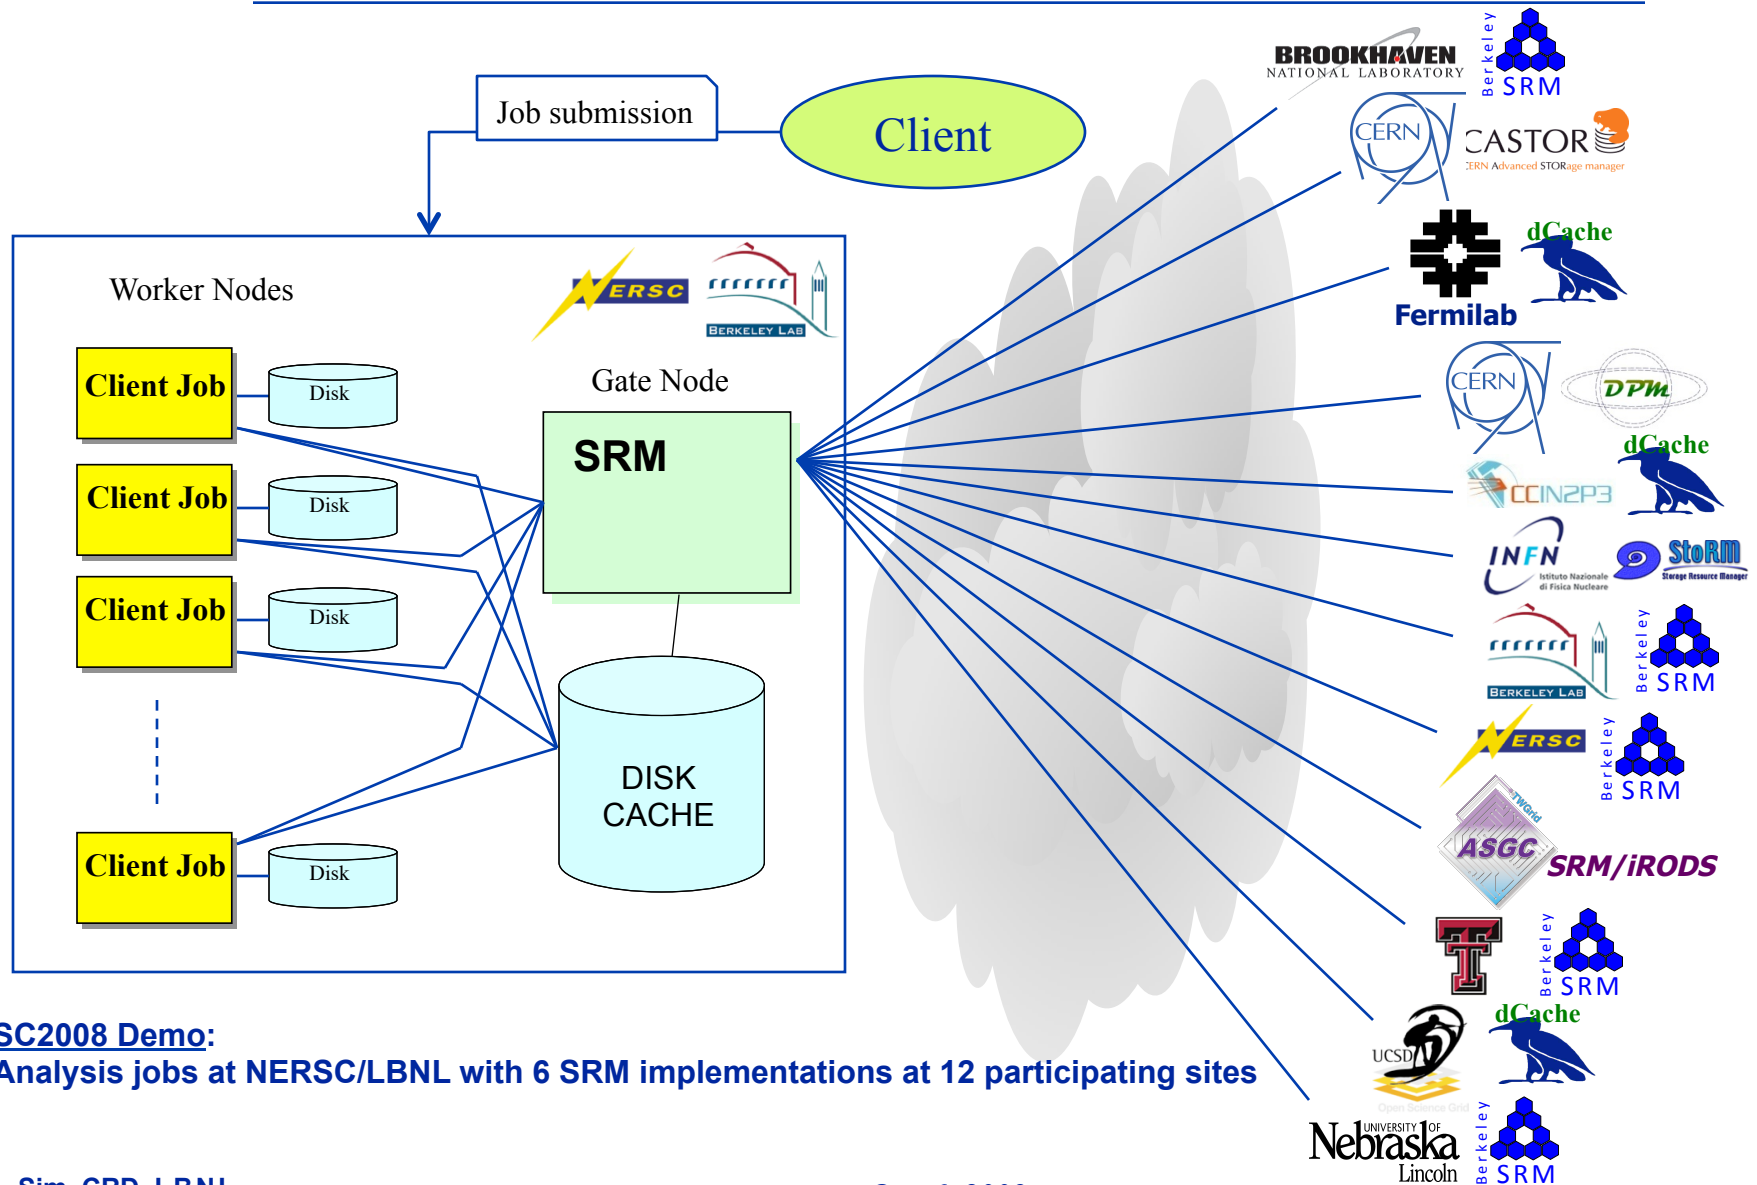 BROOKHAVEN
NATIONAL LABORATORY
Berkeley
SRM
Job submission
Client
CERN
CASTOR
CERN Advanced STORage manager
dCache
Fermilab
Worker Nodes
NERSC
BERKELEY LAB
Gate Node
SRM
Client Job
Disk
Client Job
Disk
Client Job
Disk
Client Job
Disk
DISK
CACHE
CERN
DPM
dCache
CCIN2P3
INFN
Istituto Nazionale
di Fisica Nucleare
StoRM
Storage Resource Manager
BERKELEY LAB
Berkeley
SRM
NERSC
Berkeley
SRM
TWGrid
ASGC
SRM/iRODS
T
Berkeley
SRM
dCache
UCSD
Open Science Grid
UNIVERSITY OF
Nebraska
Lincoln
Berkeley
SRM
SC2008 Demo:
Analysis jobs at NERSC/LBNL with 6 SRM implementations at 12 participating sites